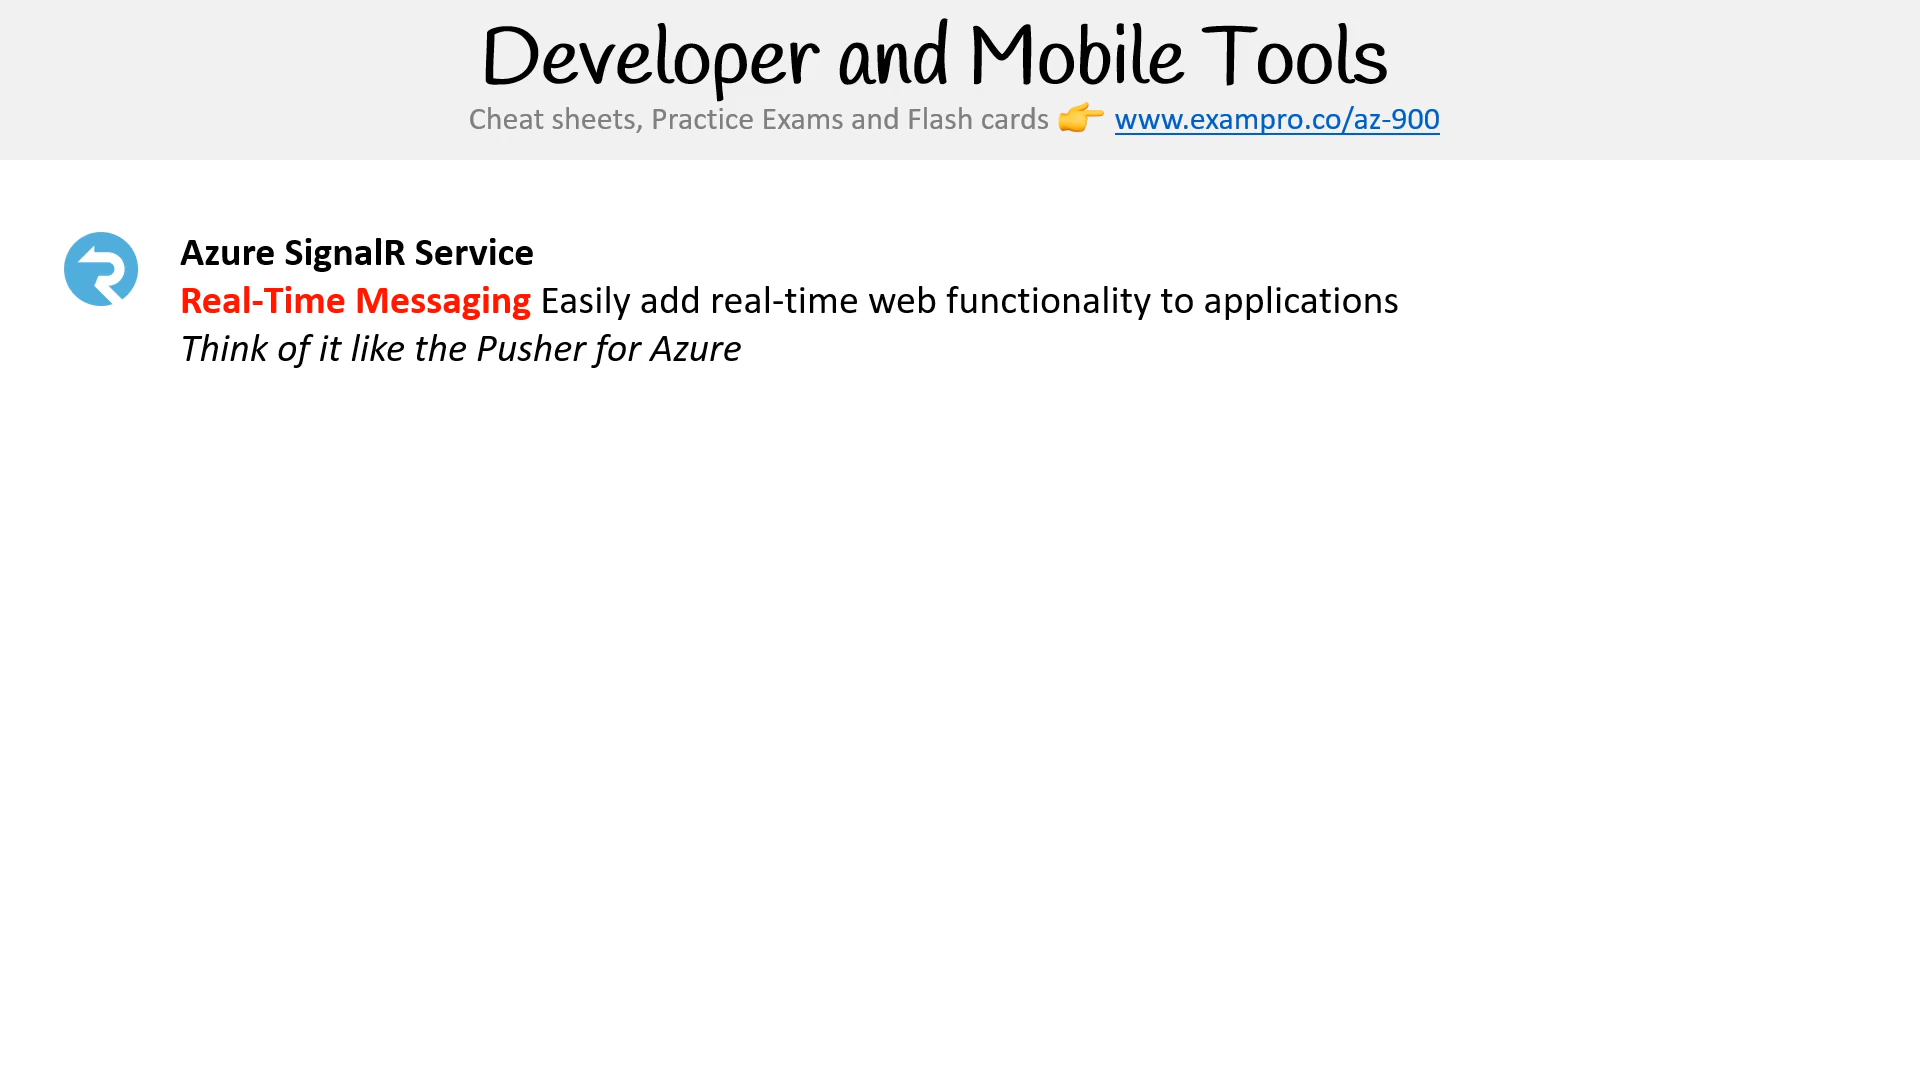 Developer and Mobile Tools
Cheat sheets, Practice Exams and Flash cards 👉 www.exampro.co/az-900
Azure SignalR Service
Real-Time Messaging Easily add real-time web functionality to applications
Think of it like the Pusher for Azure